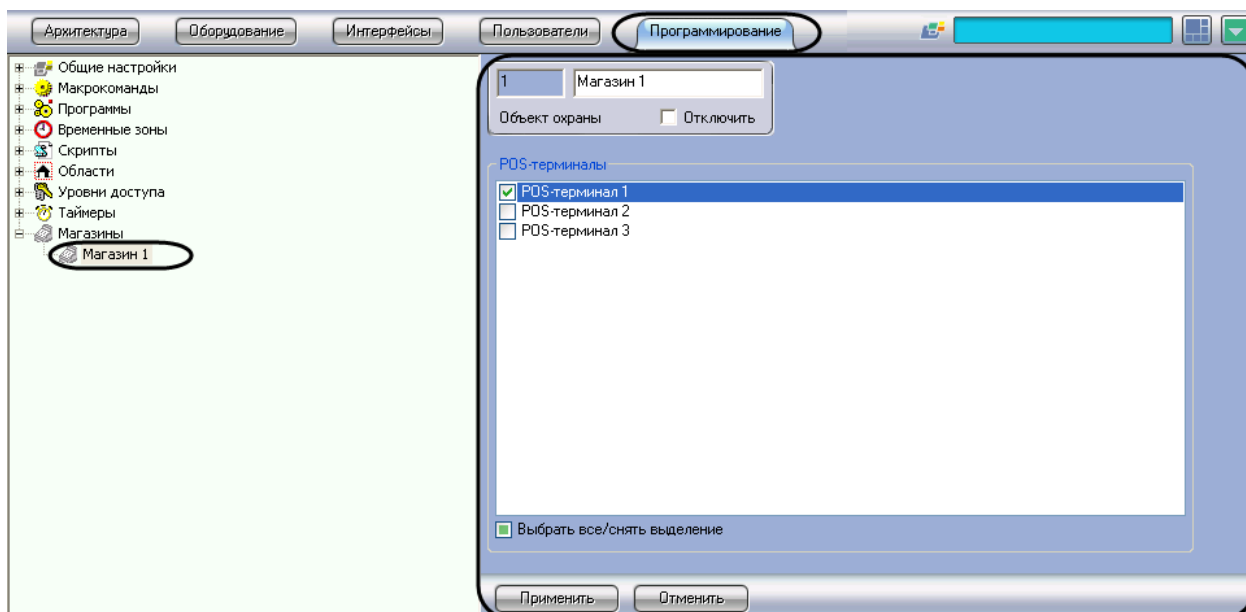 Архитектура Оборудование Интерфейсы Пользователи Программирование
Общие настройки
Макрокоманды
Программы
Временные зоны
Скрипты
Области
Уровни доступа
Таймеры
Магазины
Магазин 1
1 Магазин 1
Объект охраны Отключить
POS-терминалы
POS-терминал 1
POS-терминал 2
POS-терминал 3
Выбрать все/снять выделение
Применить Отменить